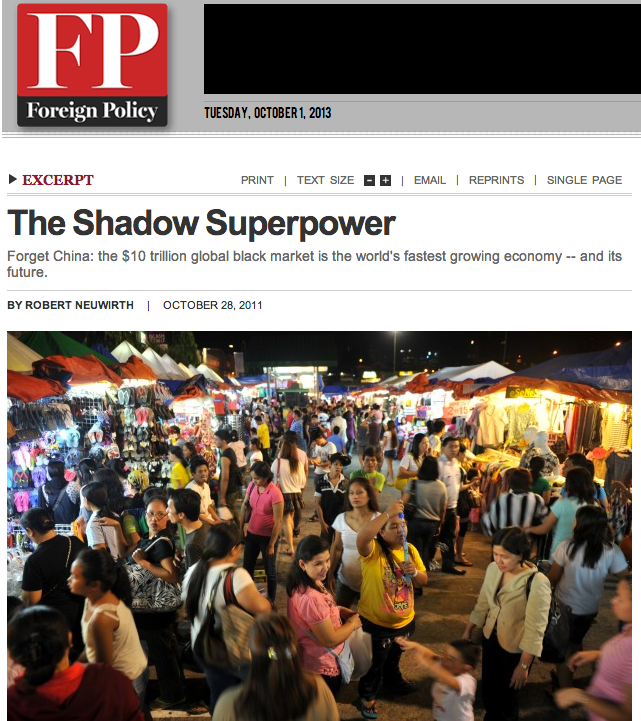 FP
Foreign Policy
TUESDAY, OCTOBER 1, 2013
EXCERPT
PRINT | TEXT SIZE - + | EMAIL | REPRINTS | SINGLE PAGE
The Shadow Superpower
Forget China: the $10 trillion global black market is the world's fastest growing economy -- and its
future.
BY ROBERT NEUWIRTH | OCTOBER 28, 2011